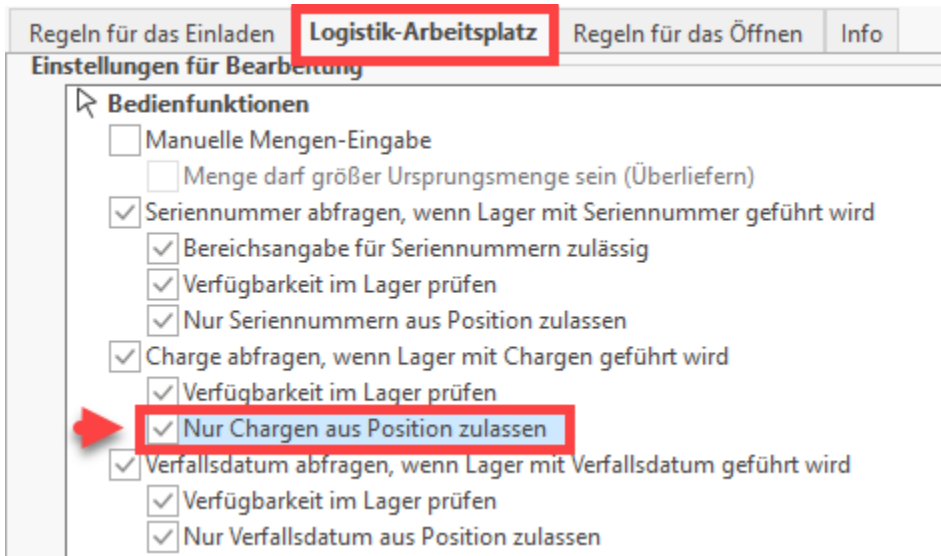 Regeln für das Einladen Logistik-Arbeitsplatz Regeln für das Öffnen Info
Einstellungen für Bearbeitung
Bedienfunktionen
Manuelle Mengen-Eingabe
Menge darf größer Ursprungsmenge sein (Überliefern)
Seriennummer abfragen, wenn Lager mit Seriennummer geführt wird
Bereichsangabe für Seriennummern zulässig
Verfügbarkeit im Lager prüfen
Nur Seriennummern aus Position zulassen
Charge abfragen, wenn Lager mit Chargen geführt wird
Verfügbarkeit im Lager prüfen
Nur Chargen aus Position zulassen
Verfallsdatum abfragen, wenn Lager mit Verfallsdatum geführt wird
Verfügbarkeit im Lager prüfen
Nur Verfallsdatum aus Position zulassen